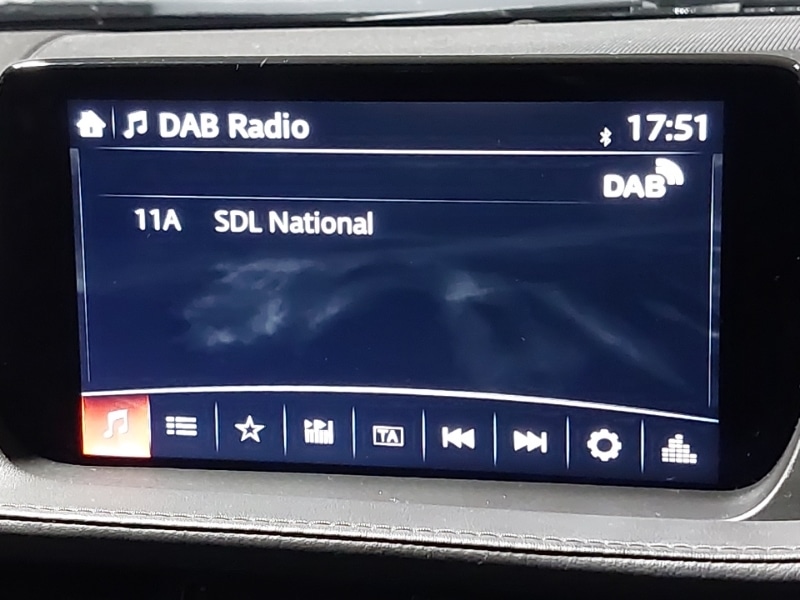 DAB Radio 17:51
DAB
11A SDL National
TA